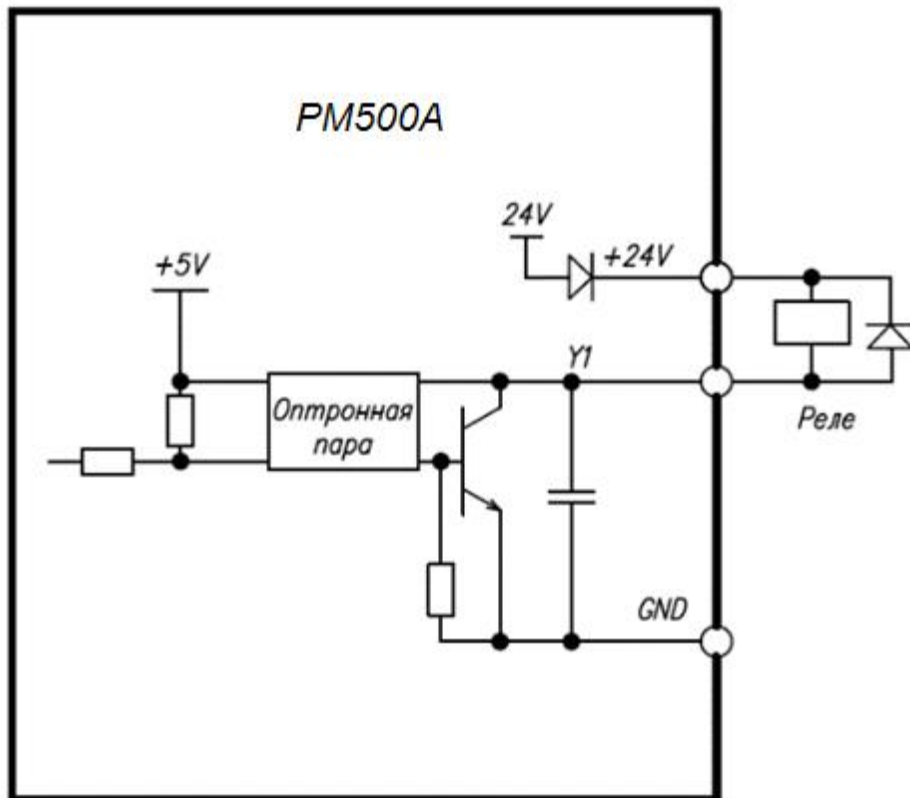 PM500A
24V
+24V
+5V
Y1
Оптронная
пара
Реле
GND